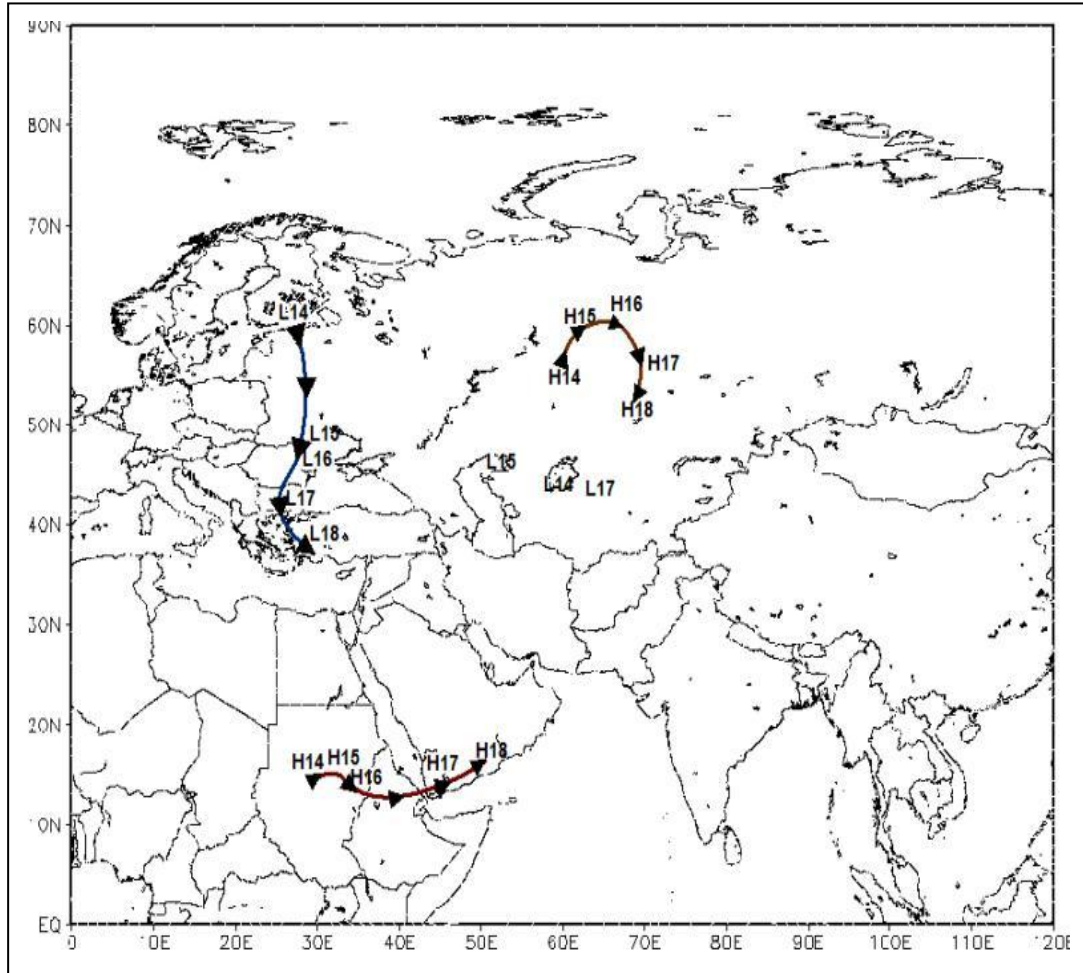 90N
80N
70N
60N
50N
40N
30N
20N
10N
EQ
L14
L15
L16
L17
L18
H14
H15
H16
H17
H18
L15
L14
L17
H14
H15
H16
H17
H18
0 10E 20E 30E 40E 50E 60E 70E 80E 90E 100E 110E 120E